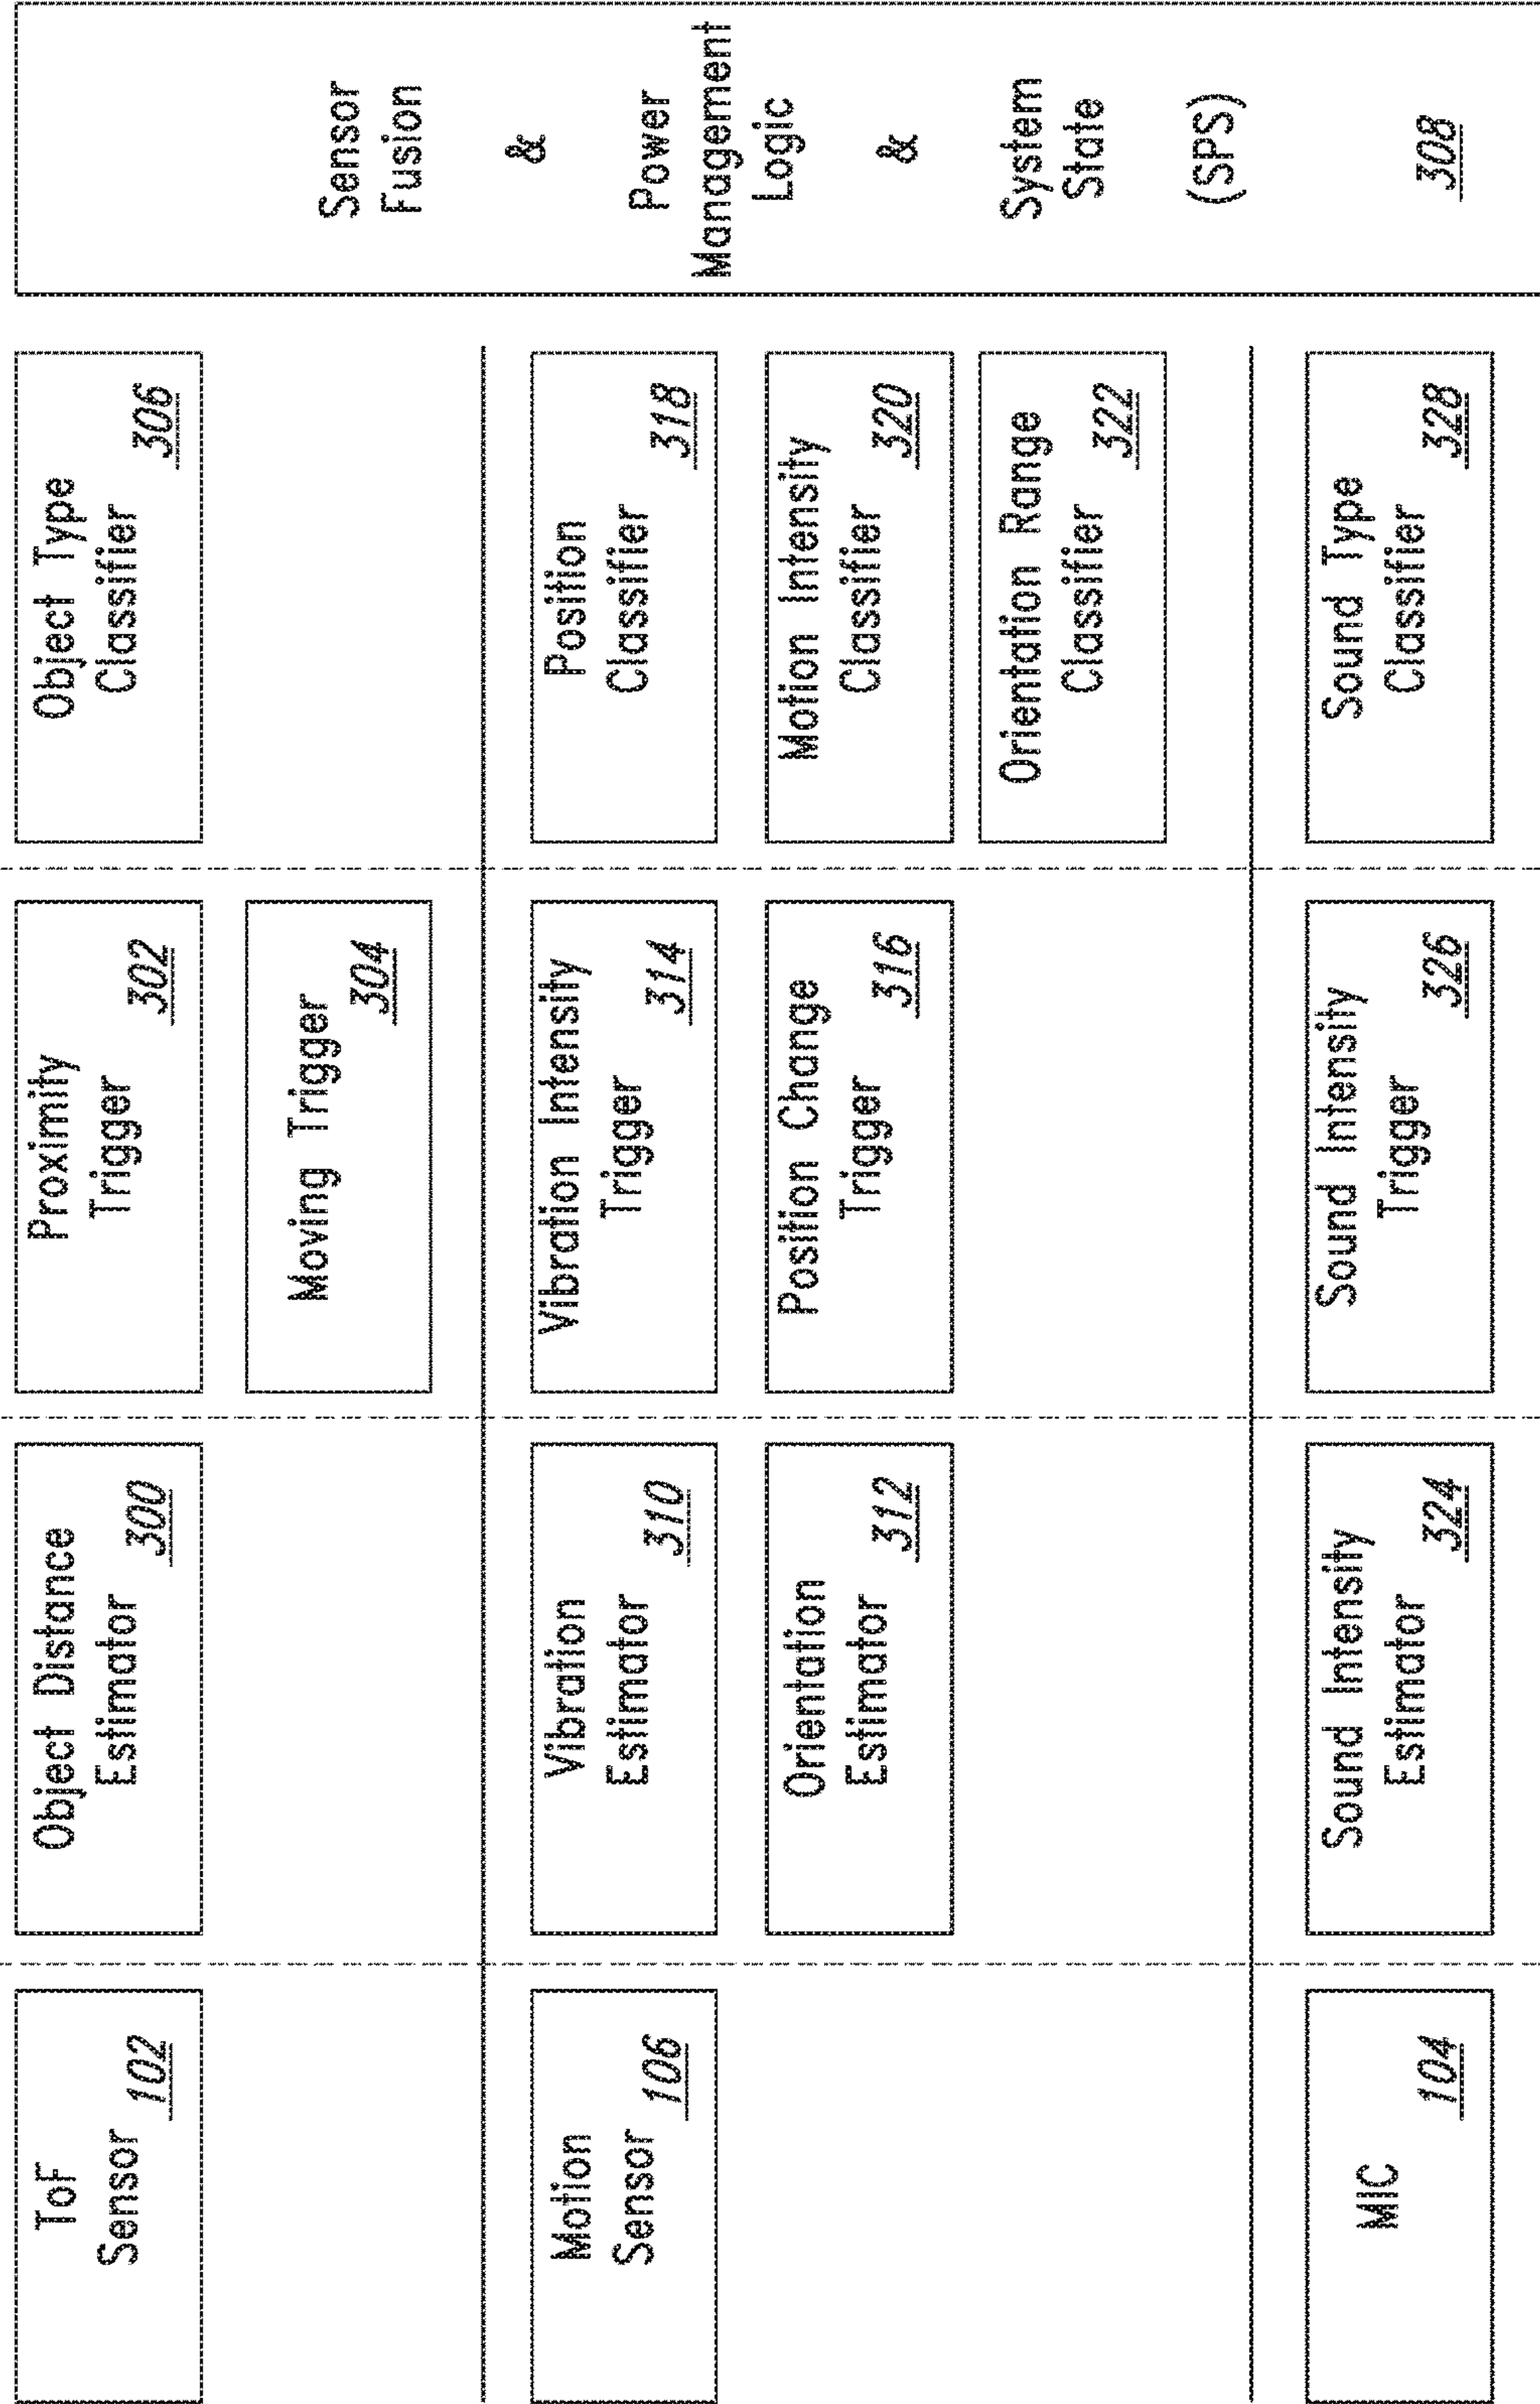 ToF
Sensor 102
Object Distance
Estimator
300
Proximity
Trigger
302
Moving Trigger
304
Object Type
Classifier
306
Motion
Sensor 106
Vibration
Estimator
310
Orientation
Estimator
312
Vibration Intensity
Trigger
314
Position Change
Trigger
316
Position
Classifier
318
Motion Intensity
Classifier
320
Orientation Range
Classifier
322
MIC
104
Sound Intensity
Estimator
324
Sound Intensity
Trigger
326
Sound Type
Classifier
328
Sensor
Fusion
&
Power
Management
Logic
&
System
State
(SPS)
308